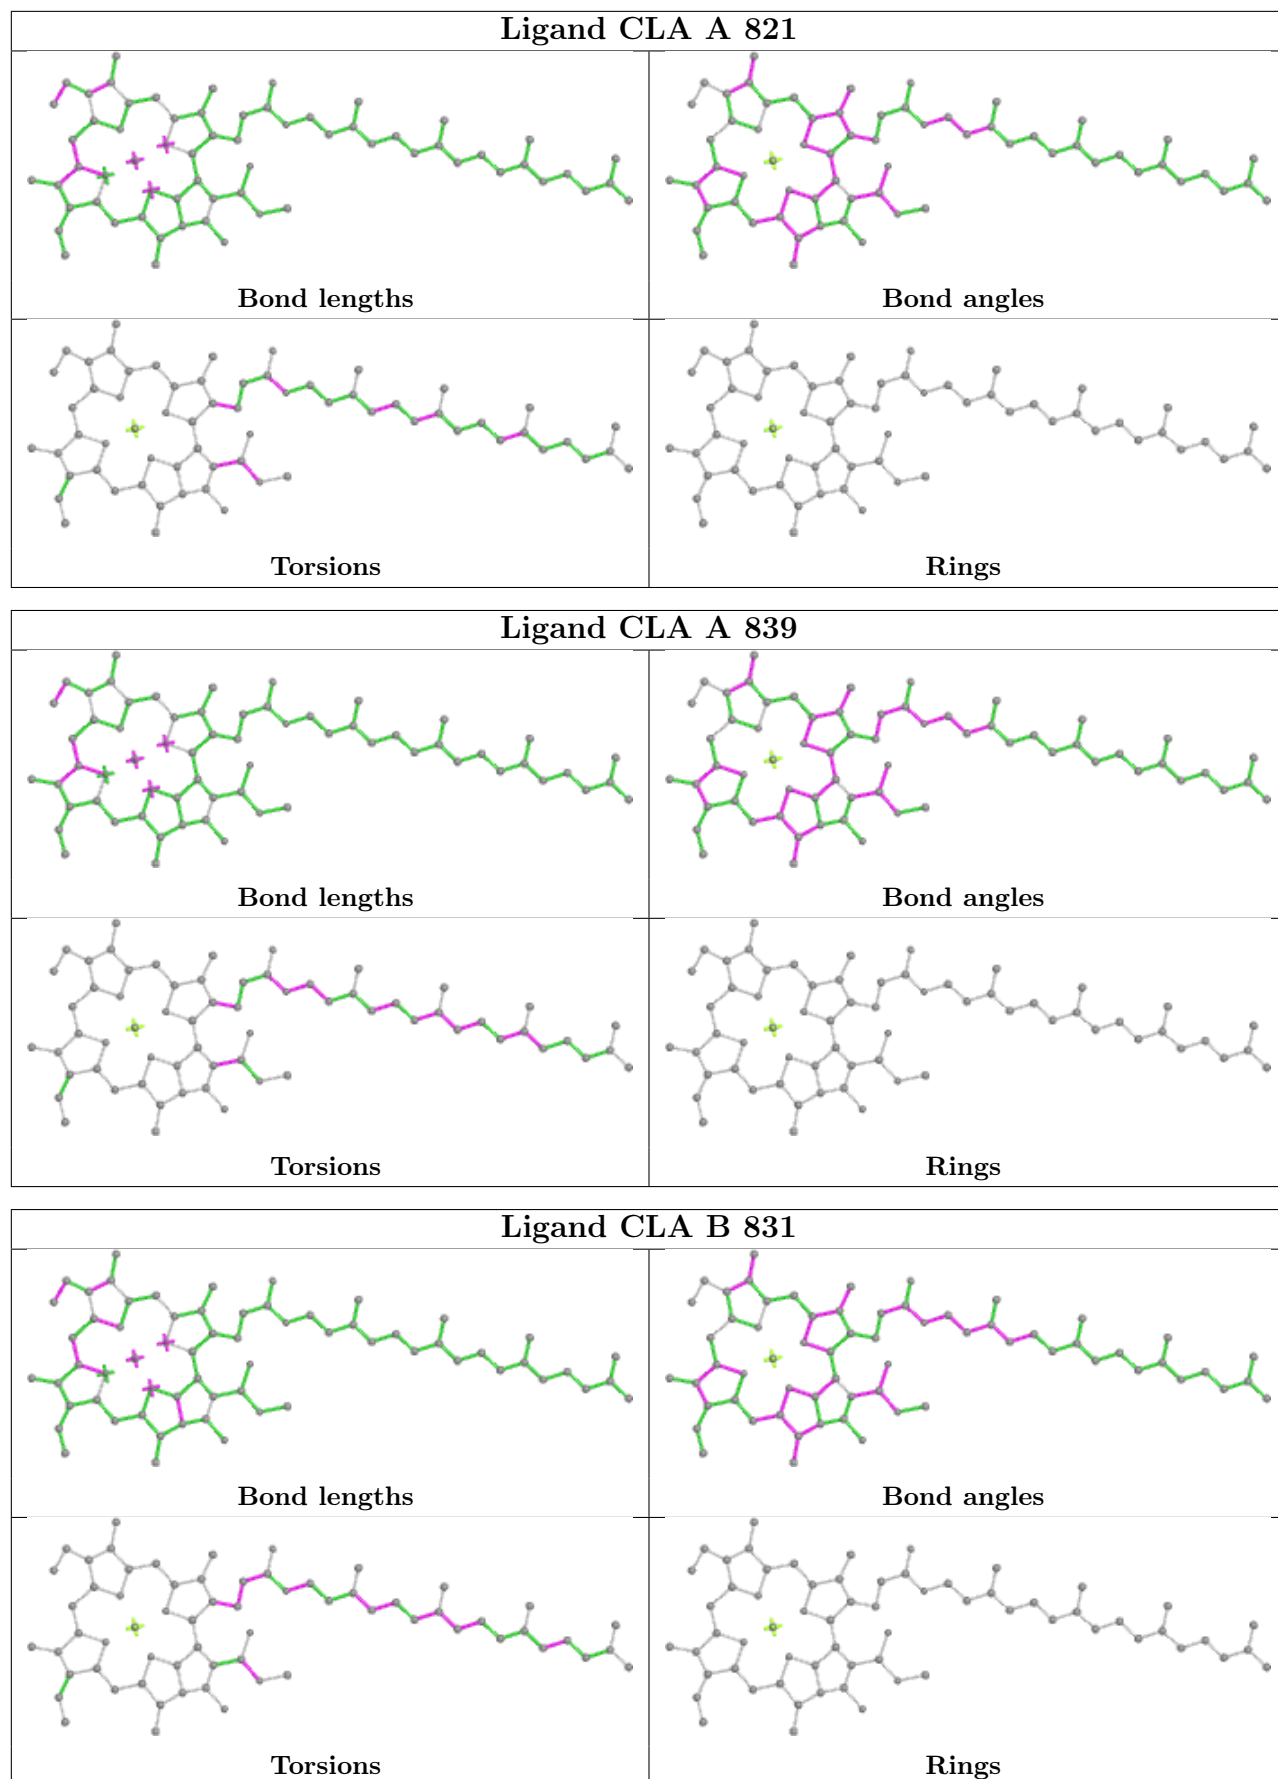 Ligand CLA A 821
Bond lengths
Bond angles
Torsions
Rings
Ligand CLA A 839
Bond lengths
Bond angles
Torsions
Rings
Ligand CLA B 831
Bond lengths
Bond angles
Torsions
Rings